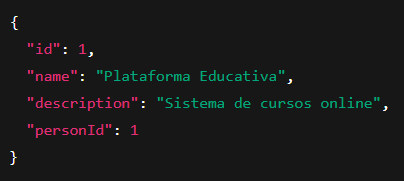 {
"id": 1,
"name": "Plataforma Educativa",
"description": "Sistema de cursos online",
"personId": 1
}